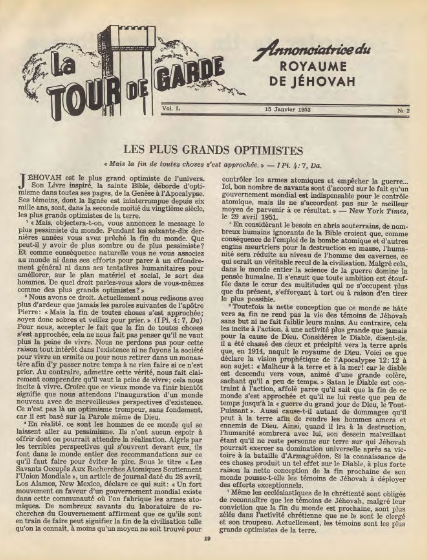 La
TOUR DE GARDE
Annonciatrice du
ROYAUME
DE JÉHOVAH
Vol. L 15 Janvier 1952 Nº 2
LES PLUS GRANDS OPTIMISTES
« Mais la fin de toutes choses s'est approchée. » — I Pi. 4 : 7, Da.
JÉHOVAH est le plus grand optimiste de l'univers.
Son Livre inspiré, la sainte Bible, déborde d'opti-
misme dans toutes ses pages, de la Genèse à l'Apocalypse.
Ses témoins, dont la lignée est ininterrompue depuis six
mille ans, sont, dans la seconde moitié du vingtième siècle,
les plus grands optimistes de la terre.
² « Mais, objectera-t-on, vous annoncez le message le
plus pessimiste du monde. Pendant les soixante-dix der-
nières années vous avez prêché la fin du monde. Que
peut-il y avoir de plus sombre ou de plus pessimiste?
Et comme conséquence naturelle vous ne vous associez
au monde ni dans ses efforts pour parer à un effondre-
ment général ni dans ses tentatives humanitaires pour
améliorer, sur le plan matériel et social, le sort des
hommes. De quel droit parlez-vous alors de vous-mêmes
comme des plus grands optimistes? »
³ Nous avons ce droit. Actuellement nous redisons avec
plus d'ardeur que jamais les paroles suivantes de l'apôtre
Pierre : « Mais la fin de toutes choses s'est approchée;
soyez donc sobres et veillez pour prier. » (I Pi. 4 : 7, Da)
Pour nous, accepter le fait que la fin de toutes choses
s'est approchée, cela ne nous fait pas penser qu'il ne vaut
plus la peine de vivre. Nous ne perdons pas pour cette
raison tout intérêt dans l'existence ni ne fuyons la société
pour vivre en ermite ou pour nous retirer dans un monas-
tère afin d'y passer notre temps à ne rien faire si ce n'est
prier. Au contraire, admettre cette vérité, nous fait clai-
rement comprendre qu'il vaut la peine de vivre; cela nous
incite à vivre. Croire que ce vieux monde va finir bientôt
signifie que nous attendons l'inauguration d'un monde
nouveau avec de merveilleuses perspectives d'existence.
Ce n'est pas là un optimisme trompeur, sans fondement,
car il est basé sur la Parole même de Dieu.
⁴ En réalité, ce sont les hommes de ce monde qui se
laissent aller au pessimisme. Ils n'ont aucun espoir à
offrir dont on pourrait attendre la réalisation. Aigris par
les terribles perspectives qui s'ouvrent devant eux, ils
font dans le monde entier des recommandations sur ce
qu'il faut faire pour éviter le pire. Sous le titre « Les
Savants Occupés Aux Recherches Atomiques Soutiennent
l'Union Mondiale », un article de journal daté du 28 avril,
Los Alamos, New Mexico, déclare ce qui suit : « Un fort
mouvement en faveur d'un gouvernement mondial existe
dans cette communauté où l'on fabrique les armes ato-
miques. De nombreux savants du laboratoire de re-
cherches du Gouvernement affirment que ce qu'ils sont
en train de faire peut signifier la fin de la civilisation telle
qu'on la connaît, à moins qu'un moyen ne soit trouvé pour
contrôler les armes atomiques et empêcher la guerre...
Ici, bon nombre de savants sont d'accord sur le fait qu'un
gouvernement mondial est indispensable pour le contrôle
atomique, mais ils ne s'accordent pas sur le meilleur
moyen de parvenir à ce résultat. » — New York Times,
le 29 avril 1951.
⁵ En considérant le besoin en abris souterrains, de nom-
breux humains ignorants de la Bible croient que, comme
conséquence de l'emploi de la bombe atomique et d'autres
engins meurtriers pour la destruction en masse, l'huma-
nité sera réduite au niveau de l'homme des cavernes, ce
qui serait un véritable recul de la civilisation. Malgré cela,
dans le monde entier la science de la guerre domine la
pensée humaine. Il s'ensuit que toute ambition est étouf-
fée dans le cœur des multitudes qui ne s'occupent plus
que du présent, s'efforçant, à tort ou à raison d'en tirer
le plus possible.
⁶ Toutefois la nette conception que ce monde se hâte
vers sa fin ne rend pas la vie des témoins de Jéhovah
sans but ni ne fait faiblir leurs mains. Au contraire, cela
les incite à l'action, à une activité plus grande que jamais
pour la cause de Dieu. Considérez le Diable, disent-ils,
il a été chassé des cieux et précipité vers la terre après
que, en 1914, naquit le royaume de Dieu. Voici ce que
déclare la vision prophétique de l'Apocalypse 12 : 12 à
son sujet : « Malheur à la terre et à la mer! car le diable
est descendu vers vous, animé d'une grande colère,
sachant qu'il a peu de temps. » Satan le Diable est con-
traint à l'action, affolé parce qu'il sait que la fin de ce
monde s'est approchée et qu'il ne lui reste que peu de
temps jusqu'à la « guerre du grand jour de Dieu, le Tout-
Puissant ». Aussi cause-t-il autant de dommage qu'il
peut à la terre afin de rendre les hommes amers et
ennemis de Dieu. Ainsi, quand il ira à la destruction,
l'humanité sombrera avec lui, son dessein malveillant
étant qu'il ne reste personne sur terre sur qui Jéhovah
pourrait exercer sa domination universelle après sa vic-
toire à la bataille d'Armaguédon. Si la connaissance de
ces choses produit un tel effet sur le Diable, à plus forte
raison la nette conception de la fin prochaine de son
monde pousse-t-elle les témoins de Jéhovah à déployer
des efforts exceptionnels.
⁷ Même les ecclésiastiques de la chrétienté sont obligés
de reconnaître que les témoins de Jéhovah, malgré leur
conviction que la fin du monde est prochaine, sont plus
zélés dans l'activité chrétienne que ne le sont le clergé
et son troupeau. Actuellement, les témoins sont les plus
grands optimistes de la terre.
19